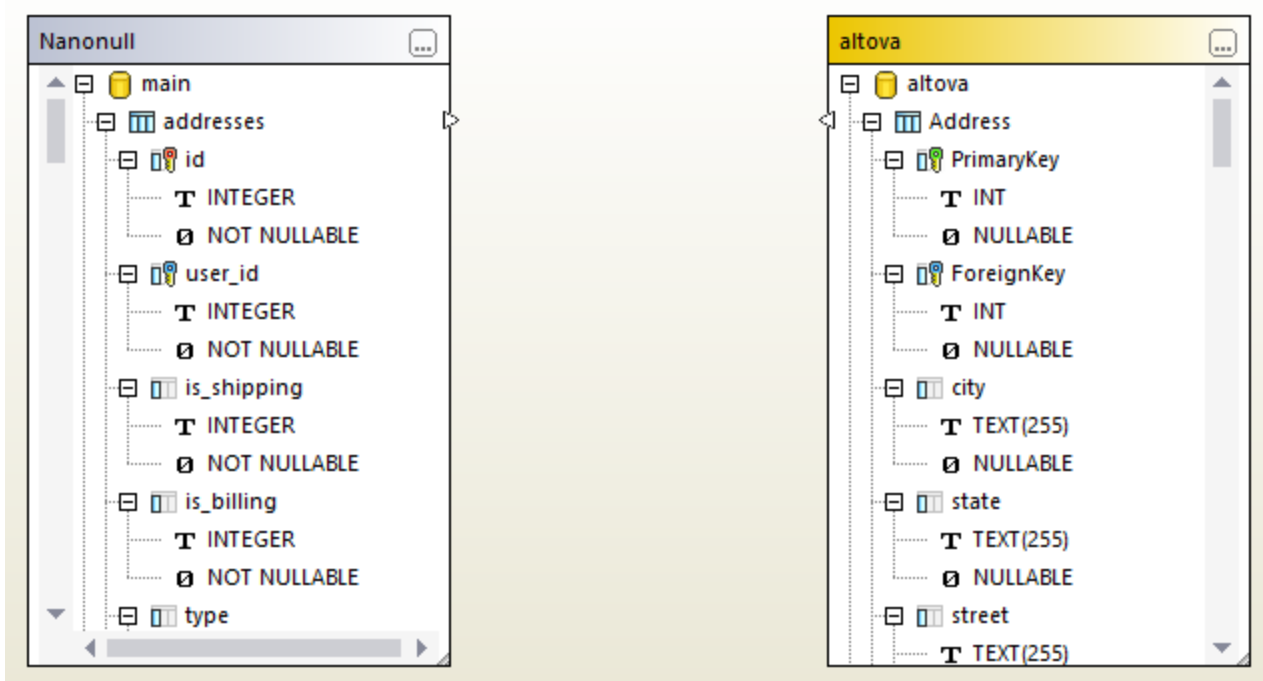 Nanonull
...
main
addresses
id
INTEGER
NOT NULLABLE
user_id
INTEGER
NOT NULLABLE
is_shipping
INTEGER
NOT NULLABLE
is_billing
INTEGER
NOT NULLABLE
type
altova
...
altova
Address
PrimaryKey
INT
NULLABLE
ForeignKey
INT
NULLABLE
city
TEXT(255)
NULLABLE
state
TEXT(255)
NULLABLE
street
TEXT(255)